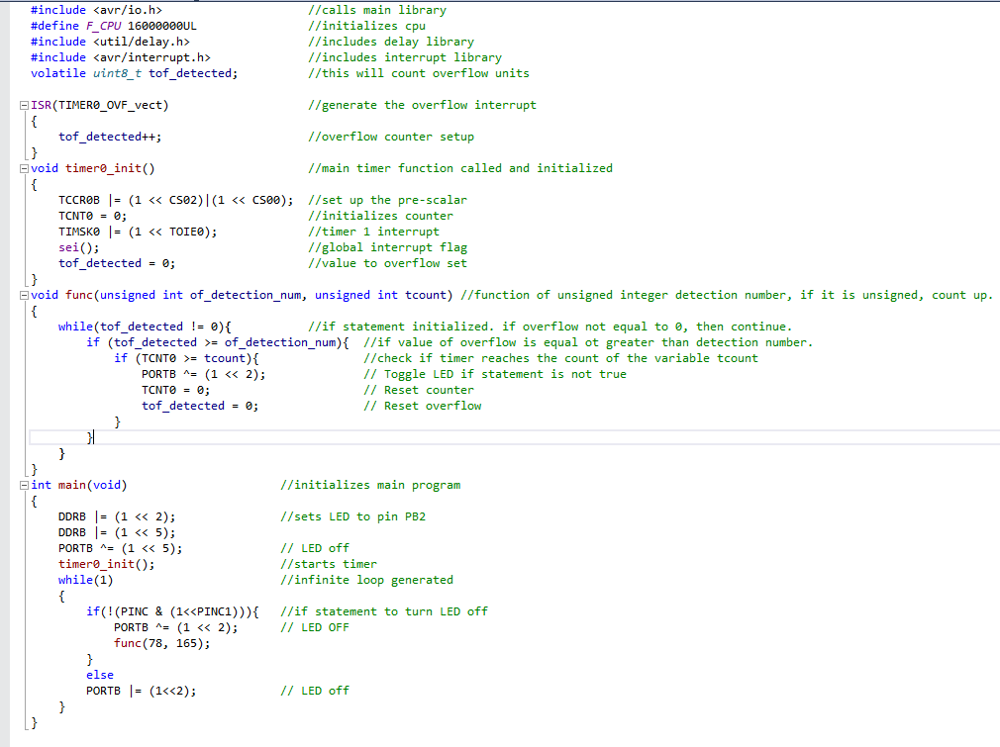 #include <avr/io.h> //calls main library
#define F_CPU 16000000UL //initializes cpu
#include <util/delay.h> //includes delay library
#include <avr/interrupt.h> //includes interrupt library
volatile uint8_t tof_detected; //this will count overflow units

ISR(TIMER0_OVF_vect) //generate the overflow interrupt
{
    tof_detected++; //overflow counter setup
}
void timer0_init() //main timer function called and initialized
{
    TCCR0B |= (1 << CS02)|(1 << CS00); //set up the pre-scalar
    TCNT0 = 0; //initializes counter
    TIMSK0 |= (1 << TOIE0); //timer 1 interrupt
    sei(); //global interrupt flag
    tof_detected = 0; //value to overflow set
}
void func(unsigned int of_detection_num, unsigned int tcount) //function of unsigned integer detection number, if it is unsigned, count up.
{
    while(tof_detected != 0){ //if statement initialized. if overflow not equal to 0, then continue.
        if (tof_detected >= of_detection_num){ //if value of overflow is equal ot greater than detection number.
            if (TCNT0 >= tcount){ //check if timer reaches the count of the variable tcount
                PORTB ^= (1 << 2); // Toggle LED if statement is not true
                TCNT0 = 0; // Reset counter
                tof_detected = 0; // Reset overflow
            }
        }
    }
}
int main(void) //initializes main program
{
    DDRB |= (1 << 2); //sets LED to pin PB2
    DDRB |= (1 << 5);
    PORTB ^= (1 << 5); // LED off
    timer0_init(); //starts timer
    while(1) //infinite loop generated
    {
        if(!(PINC & (1<<PINC1))){ //if statement to turn LED off
            PORTB ^= (1 << 2); // LED OFF
            func(78, 165);
        }
        else
        PORTB |= (1<<2); // LED off
    }
}